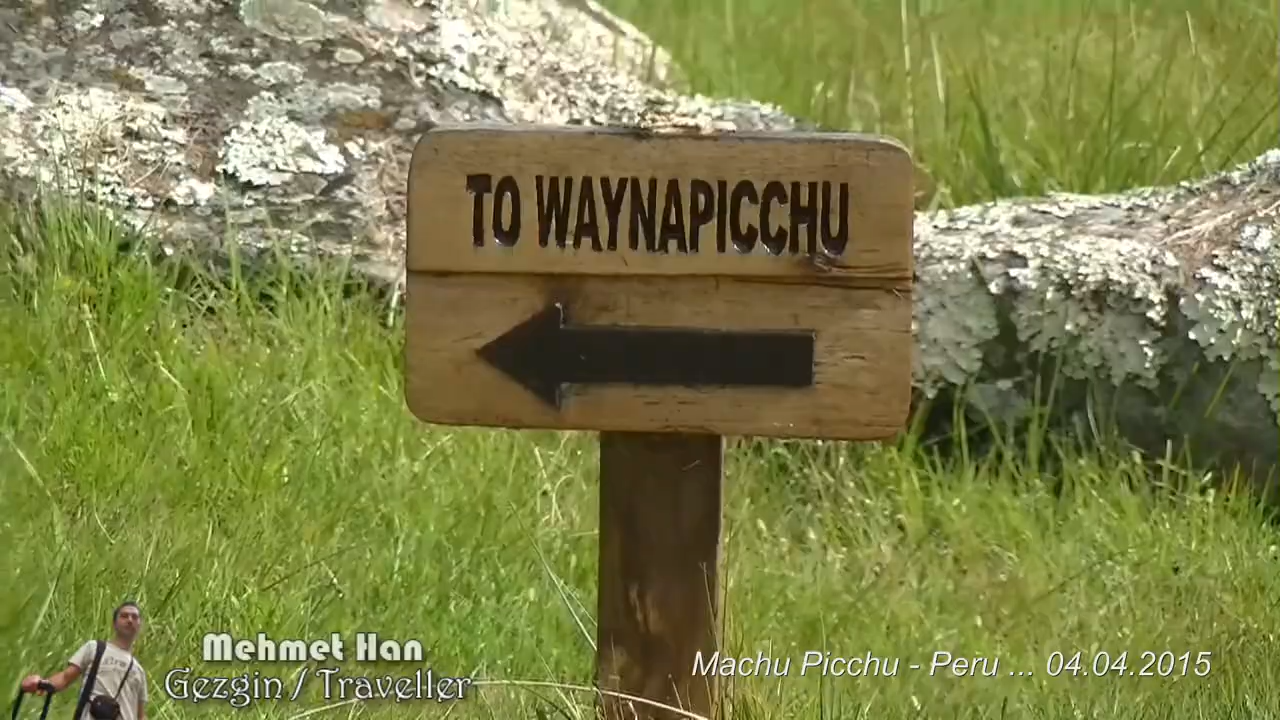 TO WAYNAPICCHU
Mehmet Han
Gezgin / Traveller
Machu Picchu - Peru ... 04.04.2015